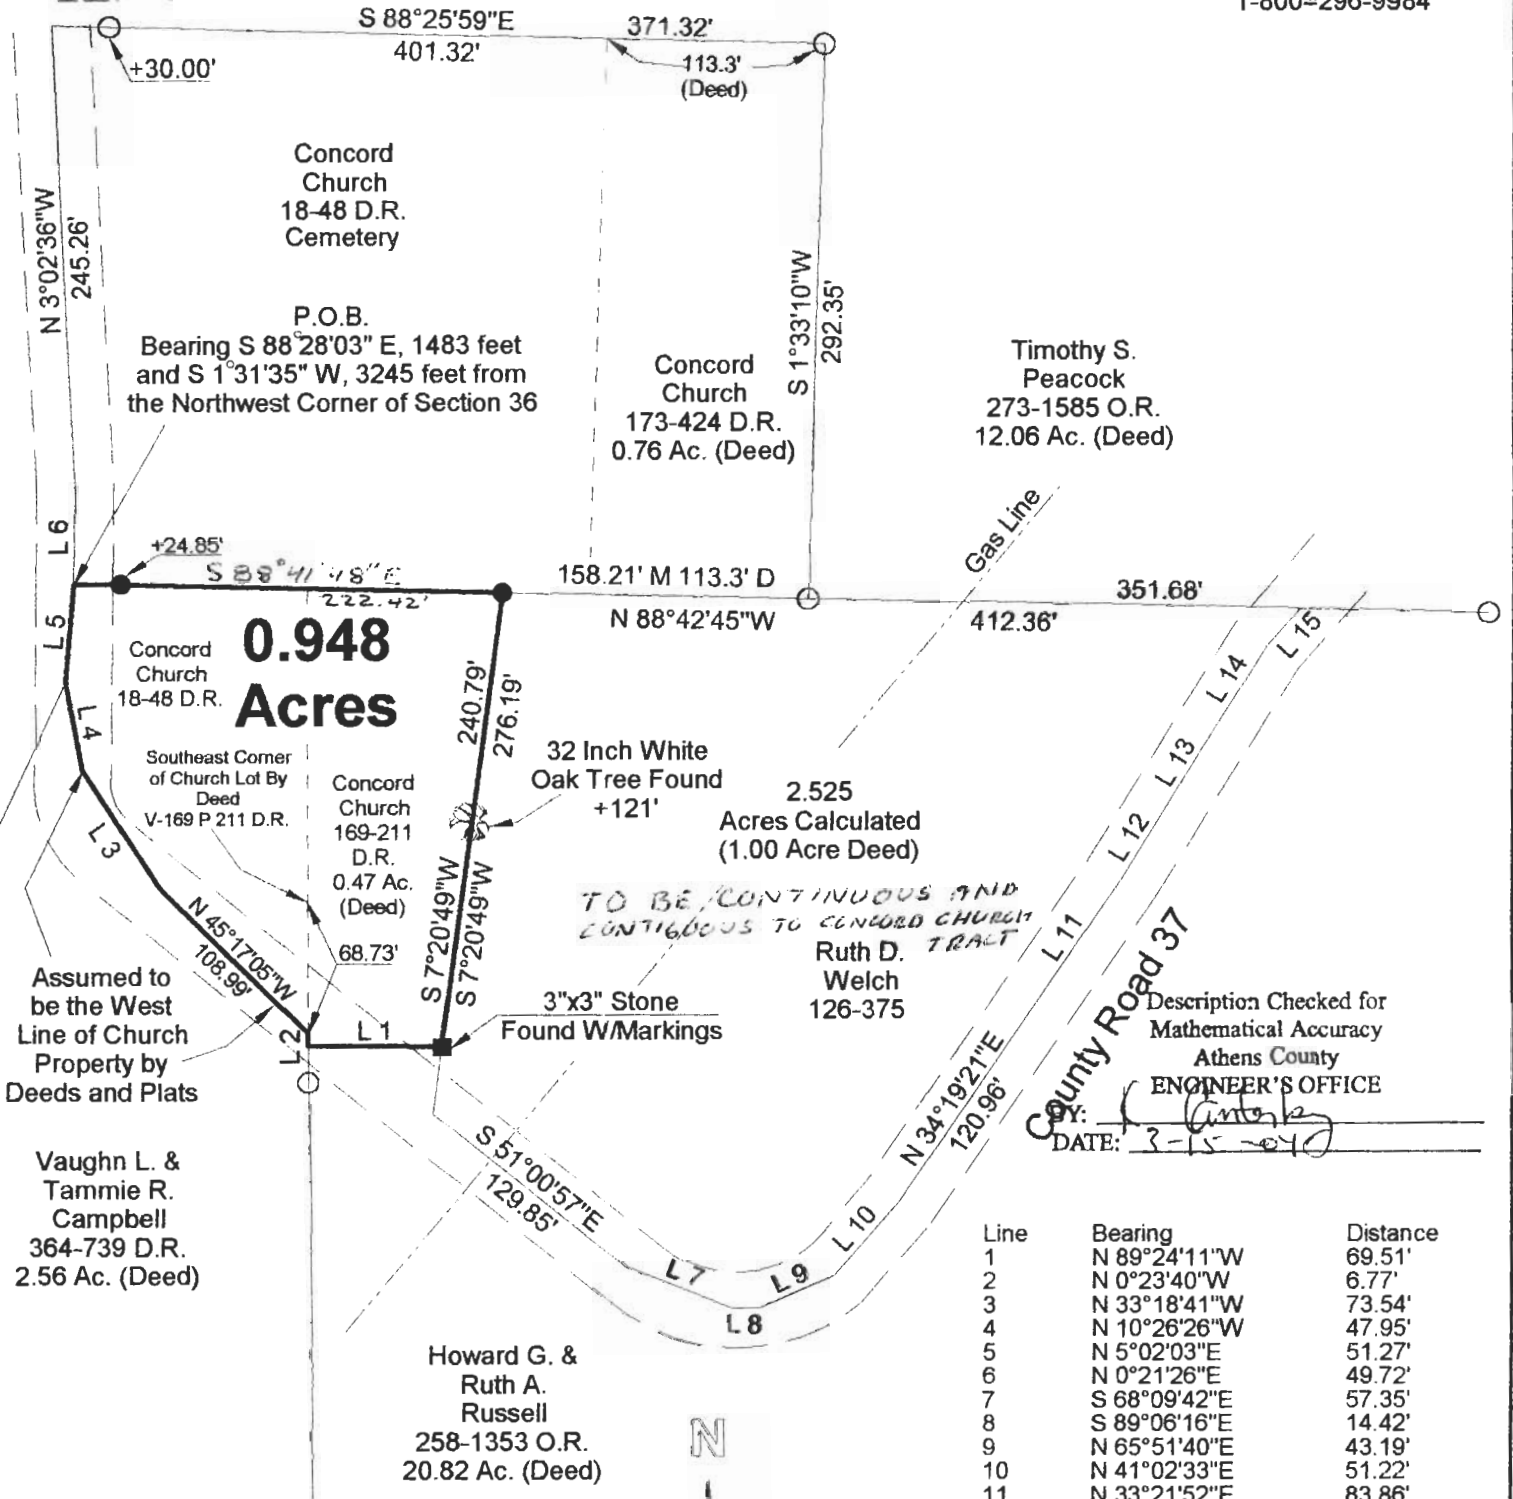 1-800-296-9984
S 88°25'59"E
371.32'
401.32'
+30.00'
113.3'
(Deed)
Concord
Church
18-48 D.R.
Cemetery
N 3°02'36"W
245.26'
S 1°33'10"W
292.35'
P.O.B.
Bearing S 88°28'03" E, 1483 feet
and S 1°31'35" W, 3245 feet from
the Northwest Corner of Section 36
Concord
Church
173-424 D.R.
0.76 Ac. (Deed)
Timothy S.
Peacock
273-1585 O.R.
12.06 Ac. (Deed)
Gas Line
L 6
+24.85'
S 88°41'48" E
222.42'
158.21' M 113.3' D
N 88°42'45"W
351.68'
412.36'
L 5
Concord
Church
18-48 D.R.
0.948
Acres
L 4
240.79'
276.19'
L 15
L 14
L 13
L 12
L 11
Southeast Corner
of Church Lot By
Deed
V-169 P 211 D.R.
Concord
Church
169-211
D.R.
0.47 Ac.
(Deed)
32 Inch White
Oak Tree Found
+121'
2.525
Acres Calculated
(1.00 Acre Deed)
L 3
S 7°20'49"W
S 7°20'49"W
TO BE CONTINUOUS AND
CONTIGUOUS TO CONCORD CHURCH
TRACT
Ruth D.
Welch
126-375
N 45°17'05"W
108.99'
68.73'
Assumed to
be the West
Line of Church
Property by
Deeds and Plats
3"x3" Stone
Found W/Markings
L 1
L 2
County Road 37
Description Checked for
Mathematical Accuracy
Athens County
ENGINEER'S OFFICE
BY:
DATE: 3-15-04
N 34°19'21"E
120.96'
S 51°00'57"E
129.85'
L 7
L 8
L 9
L 10
Vaughn L. &
Tammie R.
Campbell
364-739 D.R.
2.56 Ac. (Deed)
Howard G. &
Ruth A.
Russell
258-1353 O.R.
20.82 Ac. (Deed)
N
Line Bearing Distance
1 N 89°24'11"W 69.51'
2 N 0°23'40"W 6.77'
3 N 33°18'41"W 73.54'
4 N 10°26'26"W 47.95'
5 N 5°02'03"E 51.27'
6 N 0°21'26"E 49.72'
7 S 68°09'42"E 57.35'
8 S 89°06'16"E 14.42'
9 N 65°51'40"E 43.19'
10 N 41°02'33"E 51.22'
11 N 33°21'52"E 83.86'